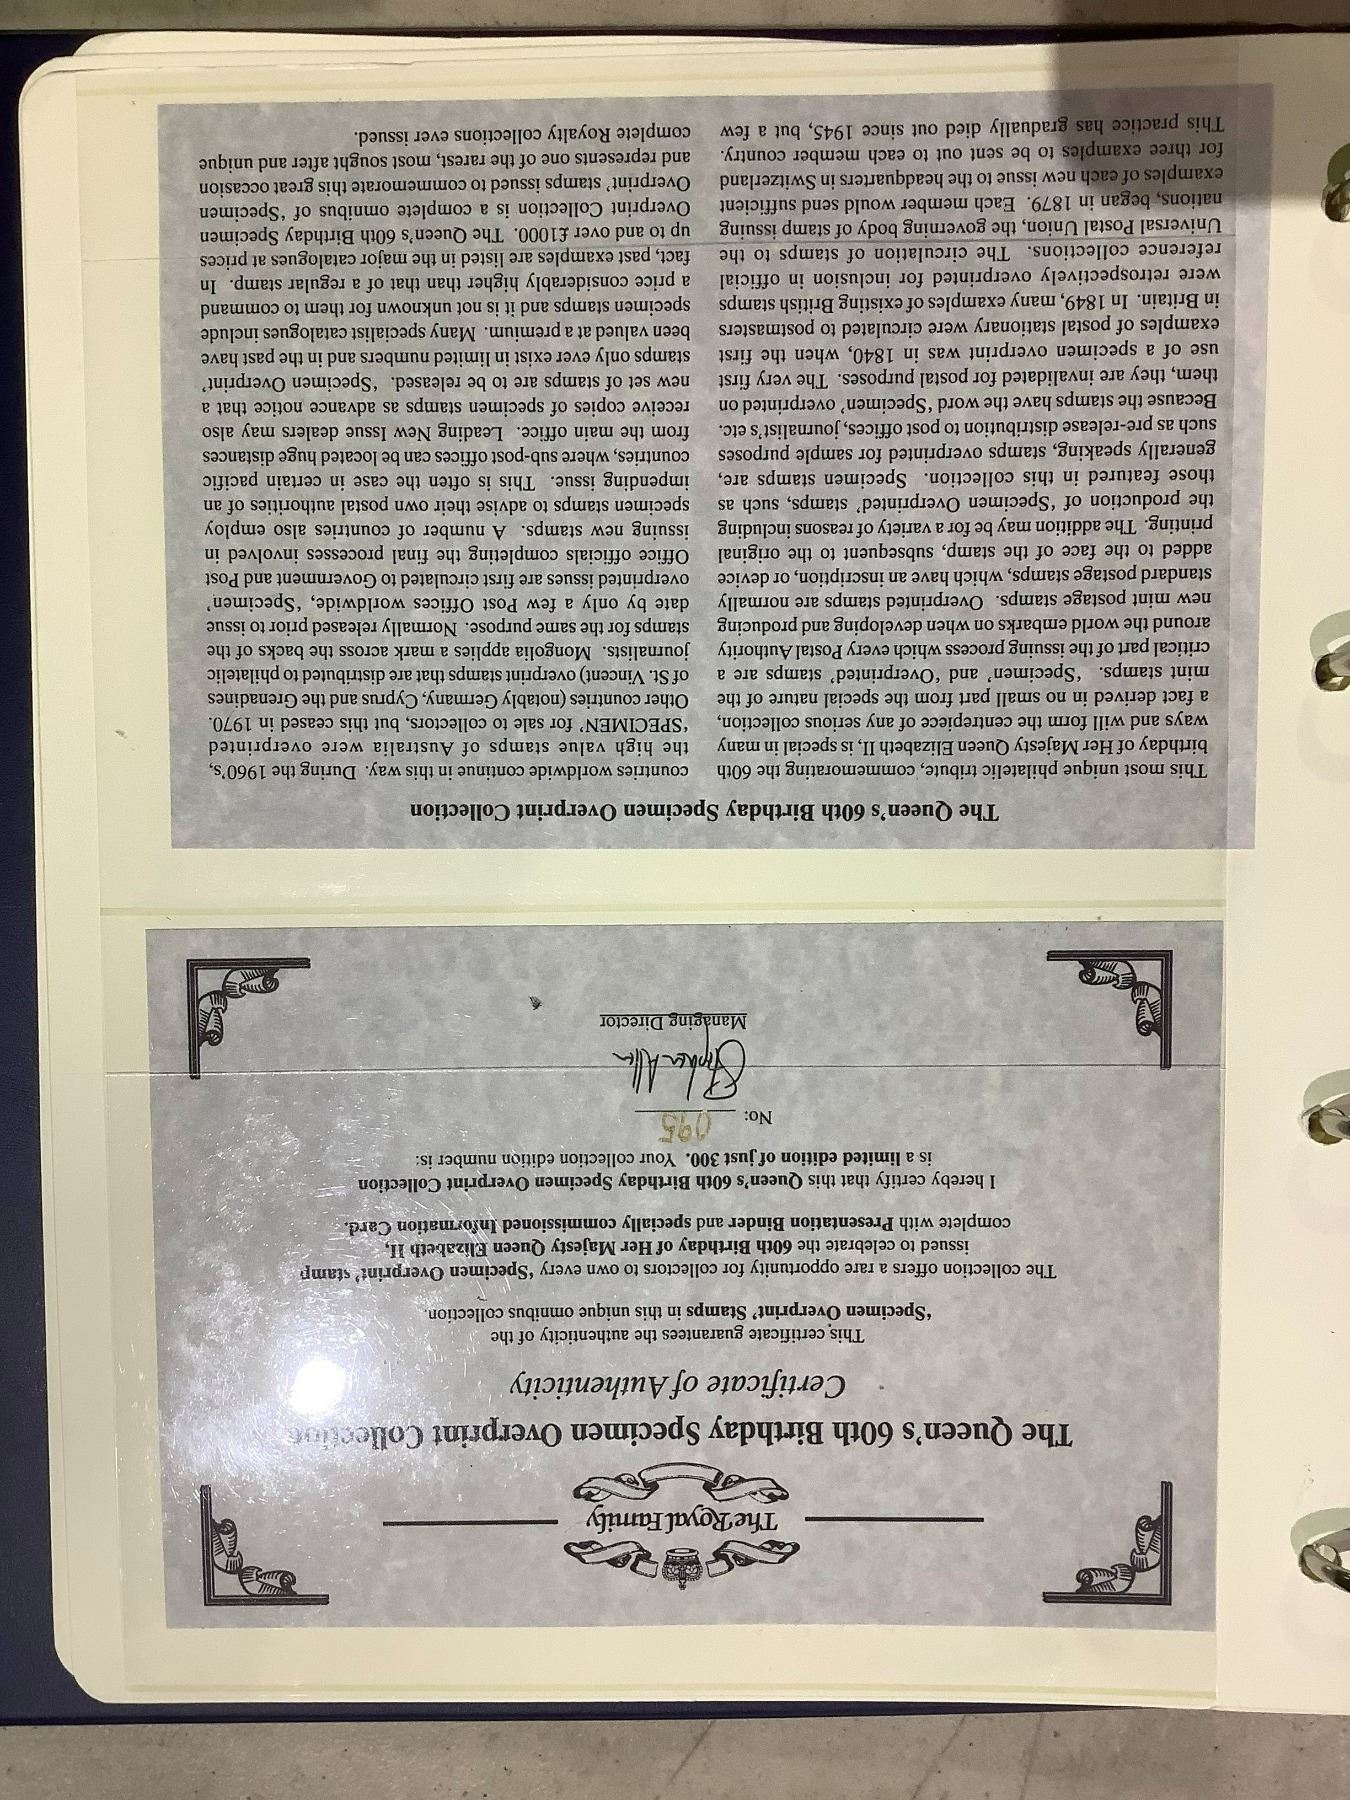 The Royal Family
The Queen's 60th Birthday Specimen Overprint Collection
Certificate of Authenticity
This certificate guarantees the authenticity of the
'Specimen Overprint' Stamps in this unique omnibus collection.
The collection offers a rare opportunity for collectors to own every 'Specimen Overprint' stamp
issued to celebrate the 60th Birthday of Her Majesty Queen Elizabeth II,
complete with Presentation Binder and specially commissioned Information Card.
I hereby certify that this Queen's 60th Birthday Specimen Overprint Collection
is a limited edition of just 300. Your collection edition number is:
No: 095
Stephen Allen
Managing Director
The Queen's 60th Birthday Specimen Overprint Collection
This most unique philatelic tribute, commemorating the 60th
birthday of Her Majesty Queen Elizabeth II, is special in many
ways and will form the centrepiece of any serious collection,
a fact derived in no small part from the special nature of the
mint stamps. 'Specimen' and 'Overprinted' stamps are a
critical part of the issuing process which every Postal Authority
around the world embarks on when developing and producing
new mint postage stamps. Overprinted stamps are normally
standard postage stamps, which have an inscription, or device
added to the face of the stamp, subsequent to the original
printing. The addition may be for a variety of reasons including
the production of 'Specimen Overprinted' stamps, such as
those featured in this collection. Specimen stamps are,
generally speaking, stamps overprinted for sample purposes
such as pre-release distribution to post offices, journalist's etc.
Because the stamps have the word 'Specimen' overprinted on
them, they are invalidated for postal purposes. The very first
use of a specimen overprint was in 1840, when the first
examples of postal stationary were circulated to postmasters
in Britain. In 1849, many examples of existing British stamps
were retrospectively overprinted for inclusion in official
reference collections. The circulation of stamps to the
Universal Postal Union, the governing body of stamp issuing
nations, began in 1879. Each member would send sufficient
examples of each new issue to the headquarters in Switzerland
for three examples to be sent out to each member country.
This practice has gradually died out since 1945, but a few
countries worldwide continue in this way. During the 1960's,
the high value stamps of Australia were overprinted
'SPECIMEN' for sale to collectors, but this ceased in 1970.
Other countries (notably Germany, Cyprus and the Grenadines
of St. Vincent) overprint stamps that are distributed to philatelic
journalists. Mongolia applies a mark across the backs of the
stamps for the same purpose. Normally released prior to issue
date by only a few Post Offices worldwide, 'Specimen'
overprinted issues are first circulated to Government and Post
Office officials completing the final processes involved in
issuing new stamps. A number of countries also employ
specimen stamps to advise their own postal authorities of an
impending issue. This is often the case in certain pacific
countries, where sub-post offices can be located huge distances
from the main office. Leading New Issue dealers may also
receive copies of specimen stamps as advance notice that a
new set of stamps are to be released. 'Specimen Overprint'
stamps only ever exist in limited numbers and in the past have
been valued at a premium. Many specialist catalogues include
specimen stamps and it is not unknown for them to command
a price considerably higher than that of a regular stamp. In
fact, past examples are listed in the major catalogues at prices
up to and over £1000. The Queen's 60th Birthday Specimen
Overprint Collection is a complete omnibus of 'Specimen
Overprint' stamps issued to commemorate this great occasion
and represents one of the rarest, most sought after and unique
complete Royalty collections ever issued.